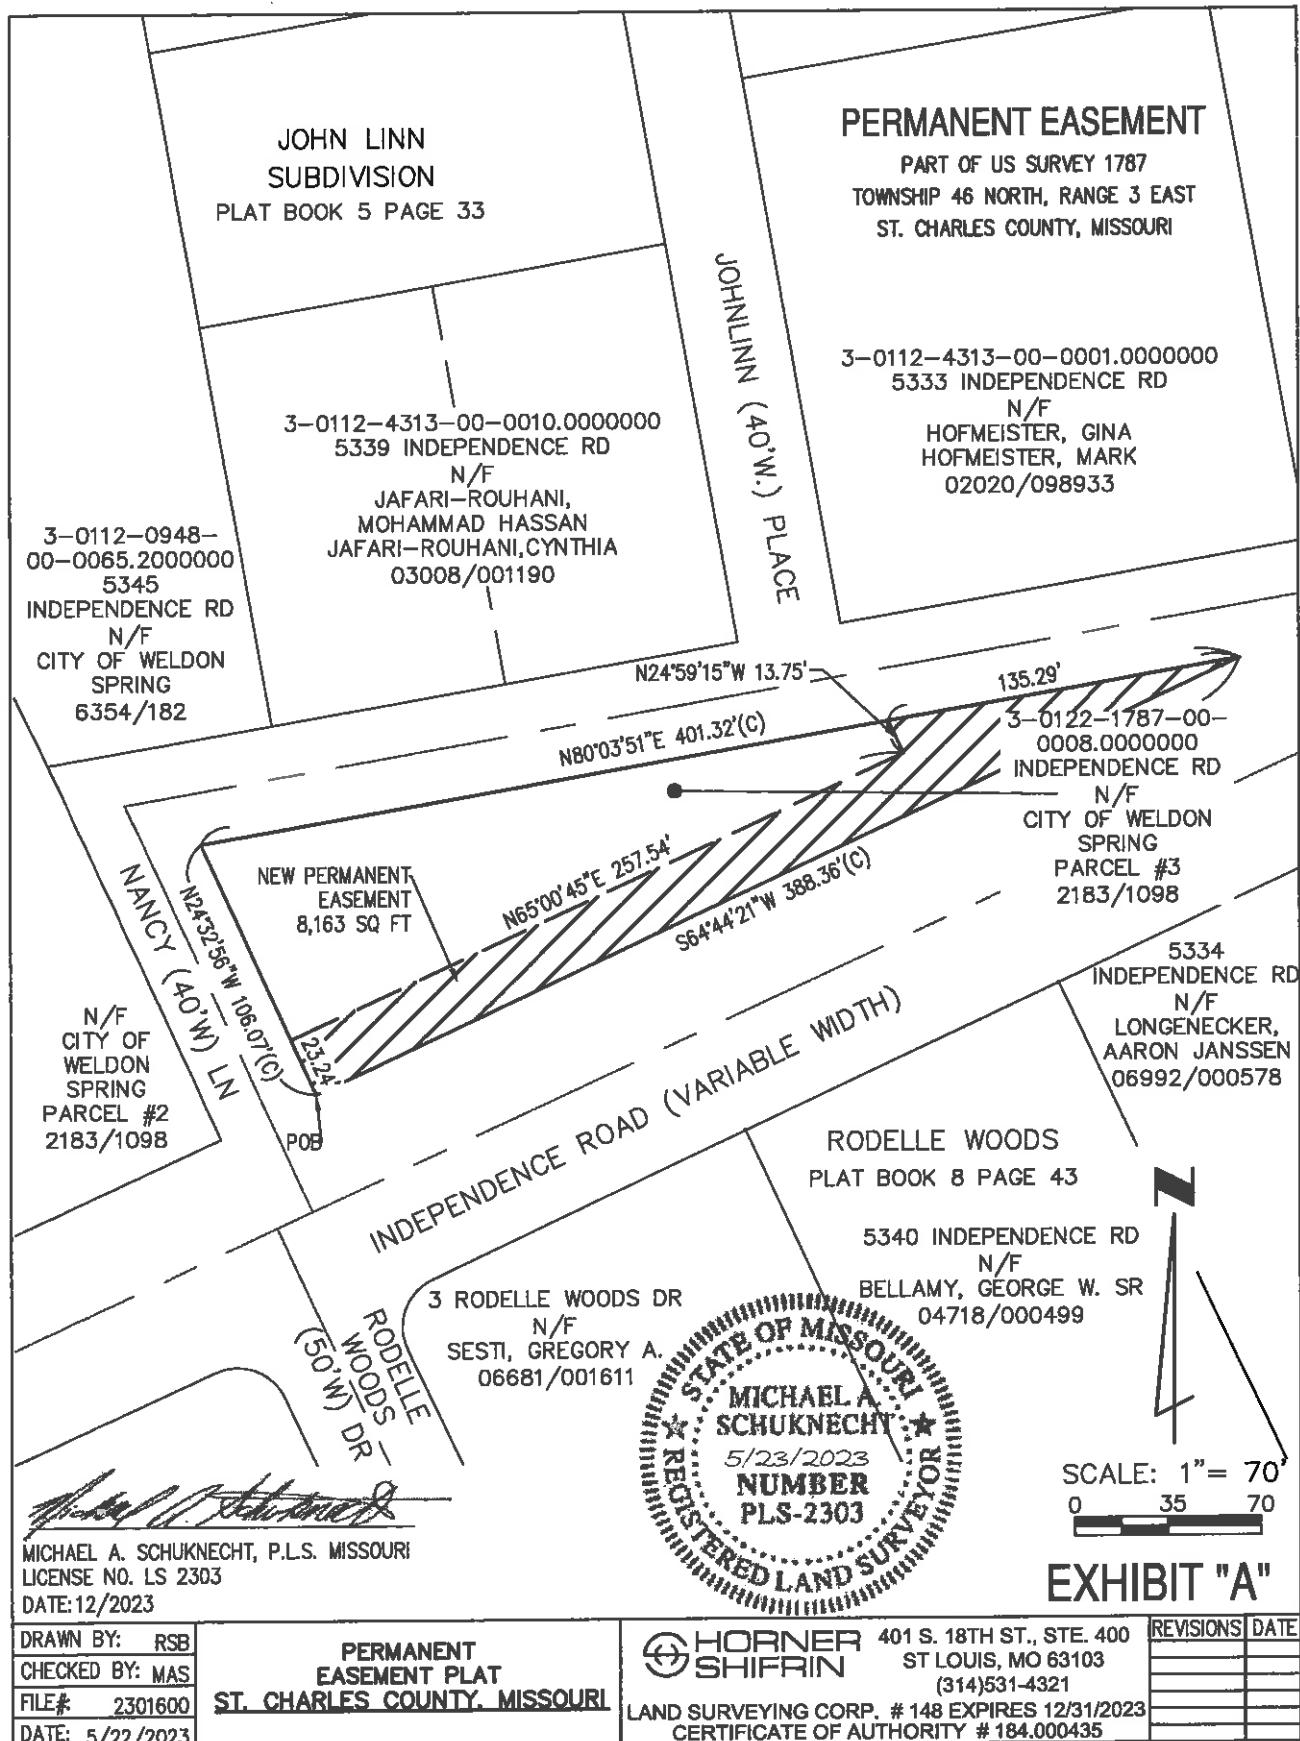 JOHN LINN
SUBDIVISION
PLAT BOOK 5 PAGE 33
PERMANENT EASEMENT
PART OF US SURVEY 1787
TOWNSHIP 46 NORTH, RANGE 3 EAST
ST. CHARLES COUNTY, MISSOURI
JOHNLINN (40'W.) PLACE
3-0112-4313-00-0001.0000000
5333 INDEPENDENCE RD
N/F
HOFMEISTER, GINA
HOFMEISTER, MARK
02020/098933
3-0112-4313-00-0010.0000000
5339 INDEPENDENCE RD
N/F
JAFARI-ROUHANI,
MOHAMMAD HASSAN
JAFARI-ROUHANI,CYNTHIA
03008/001190
3-0112-0948-
00-0065.2000000
5345
INDEPENDENCE RD
N/F
CITY OF WELDON
SPRING
6354/182
N24°59'15"W 13.75'
135.29'
N80°03'51"E 401.32'(C)
3-0122-1787-00-
0008.0000000
INDEPENDENCE RD
N/F
CITY OF WELDON
SPRING
PARCEL #3
2183/1098
NEW PERMANENT
EASEMENT
8,163 SQ FT
N65°00'45"E 257.54'
S64°44'21"W 388.36'(C)
NANCY (40'W) LN
N24°32'56"W 106.07'(C)
23.24'
POB
N/F
CITY OF
WELDON
SPRING
PARCEL #2
2183/1098
INDEPENDENCE ROAD (VARIABLE WIDTH)
5334
INDEPENDENCE RD
N/F
LONGENECKER,
AARON JANSSEN
06992/000578
RODELLE WOODS
PLAT BOOK 8 PAGE 43
5340 INDEPENDENCE RD
N/F
BELLAMY, GEORGE W. SR
04718/000499
N
3 RODELLE WOODS DR
N/F
SESTI, GREGORY A.
06681/001611
RODELLE
WOODS
(50'W) DR
STATE OF MISSOURI
MICHAEL A.
SCHUKNECHT
5/23/2023
NUMBER
PLS-2303
REGISTERED LAND SURVEYOR
SCALE: 1"= 70'
0 35 70
EXHIBIT "A"
MICHAEL A. SCHUKNECHT, P.L.S. MISSOURI
LICENSE NO. LS 2303
DATE:12/2023
DRAWN BY: RSB
CHECKED BY: MAS
FILE#: 2301600
DATE: 5/22/2023
PERMANENT
EASEMENT PLAT
ST. CHARLES COUNTY, MISSOURI
HORNER
SHIFRIN
401 S. 18TH ST., STE. 400
ST LOUIS, MO 63103
(314)531-4321
LAND SURVEYING CORP. # 148 EXPIRES 12/31/2023
CERTIFICATE OF AUTHORITY # 184.000435
REVISIONS DATE